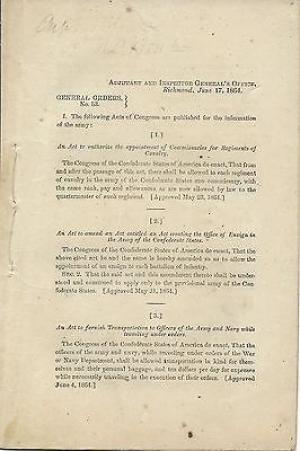 ADJUTANT AND INSPECTOR GENERAL'S OFFICE,
Richmond, June 17, 1864.
GENERAL ORDERS,
No. 53.
I. The following Acts of Congress are published for the information
of the army:
[1.]
An Act to authorize the appointment of Commissaries for Regiments of
Cavalry.
The Congress of the Confederate States of America do enact, That from
and after the passage of this act, there shall be allowed to each regiment
of cavalry in the army of the Confederate States one commissary, with
the same rank, pay and allowances as are now allowed by law to the
quartermaster of such regiment. [Approved May 23, 1864.]
[2.]
An Act to amend an Act entitled an Act creating the Office of Ensign in
the Army of the Confederate States.
The Congress of the Confederate States do enact, That the
above cited act be and the same is hereby amended so as to allow the
appointment of an ensign to each battalion of infantry.
SEC. 2. That the said act and this amendment thereto shall be under-
stood and construed to apply only to the provisional army of the Con-
federate States. [Approved May 31, 1864.]
[3.]
An Act to furnish Transportation to Officers of the Army and Navy while
traveling under orders.
The Congress of the Confederate States of America do enact, That the
officers of the army and navy, while traveling under orders of the War
or Navy Department, shall be allowed transportation in kind for them-
selves and their personal baggage, and ten dollars per day for expenses
while necessarily traveling in the execution of their orders. [Approved
June 4, 1864.]